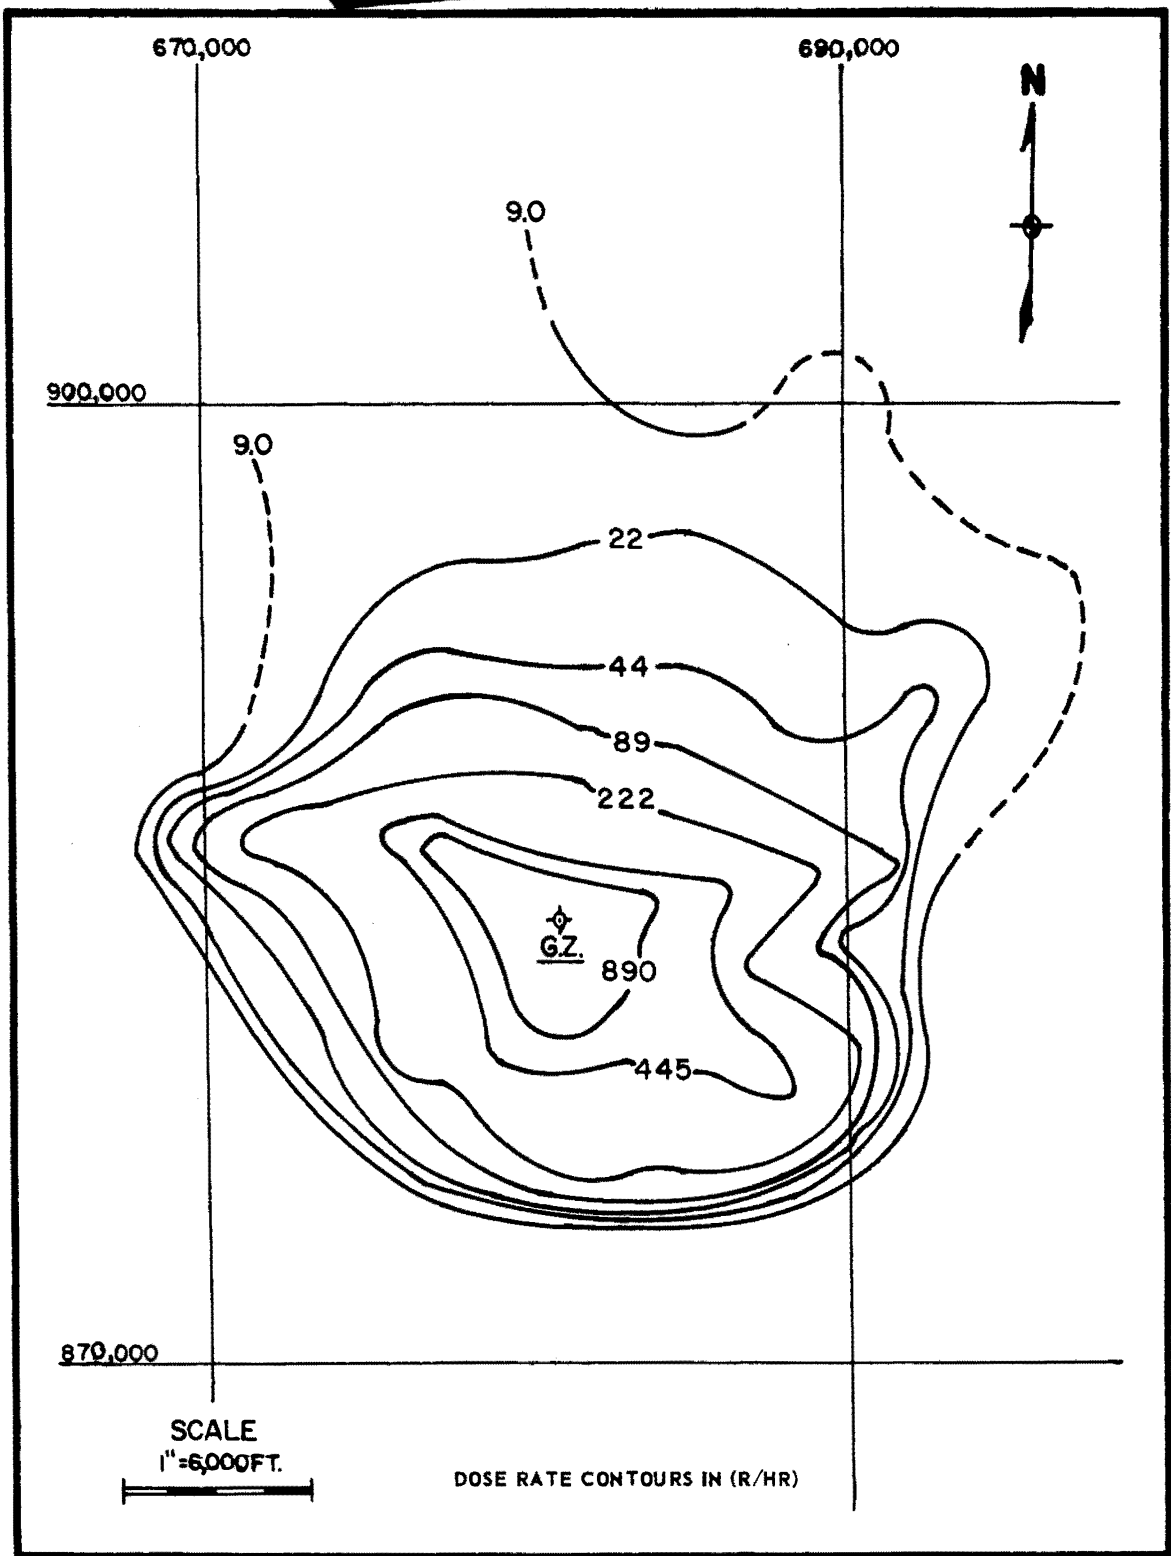 670,000
690,000
N
9.0
900,000
9.0
22
44
89
222
G.Z.
890
445
870,000
SCALE
1"=6,000FT.
DOSE RATE CONTOURS IN (R/HR)